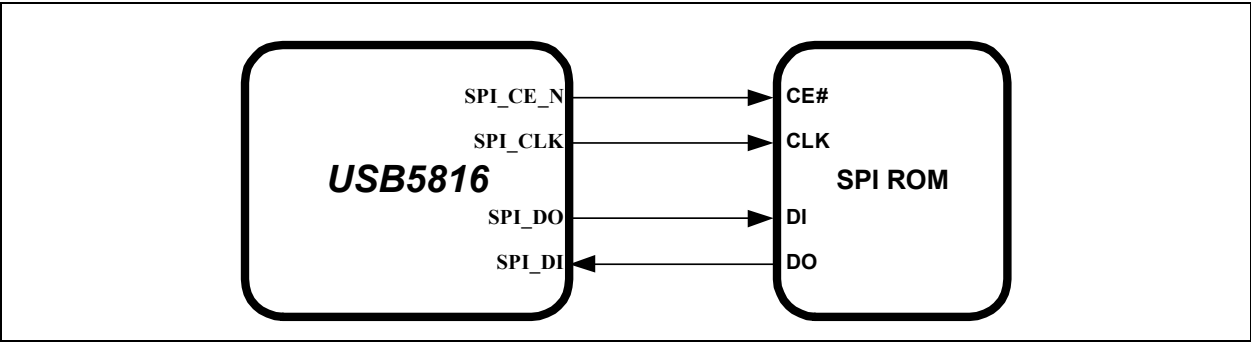 SPI_CE_N CE#
SPI_CLK CLK
USB5816 SPI ROM
SPI_DO DI
SPI_DI DO